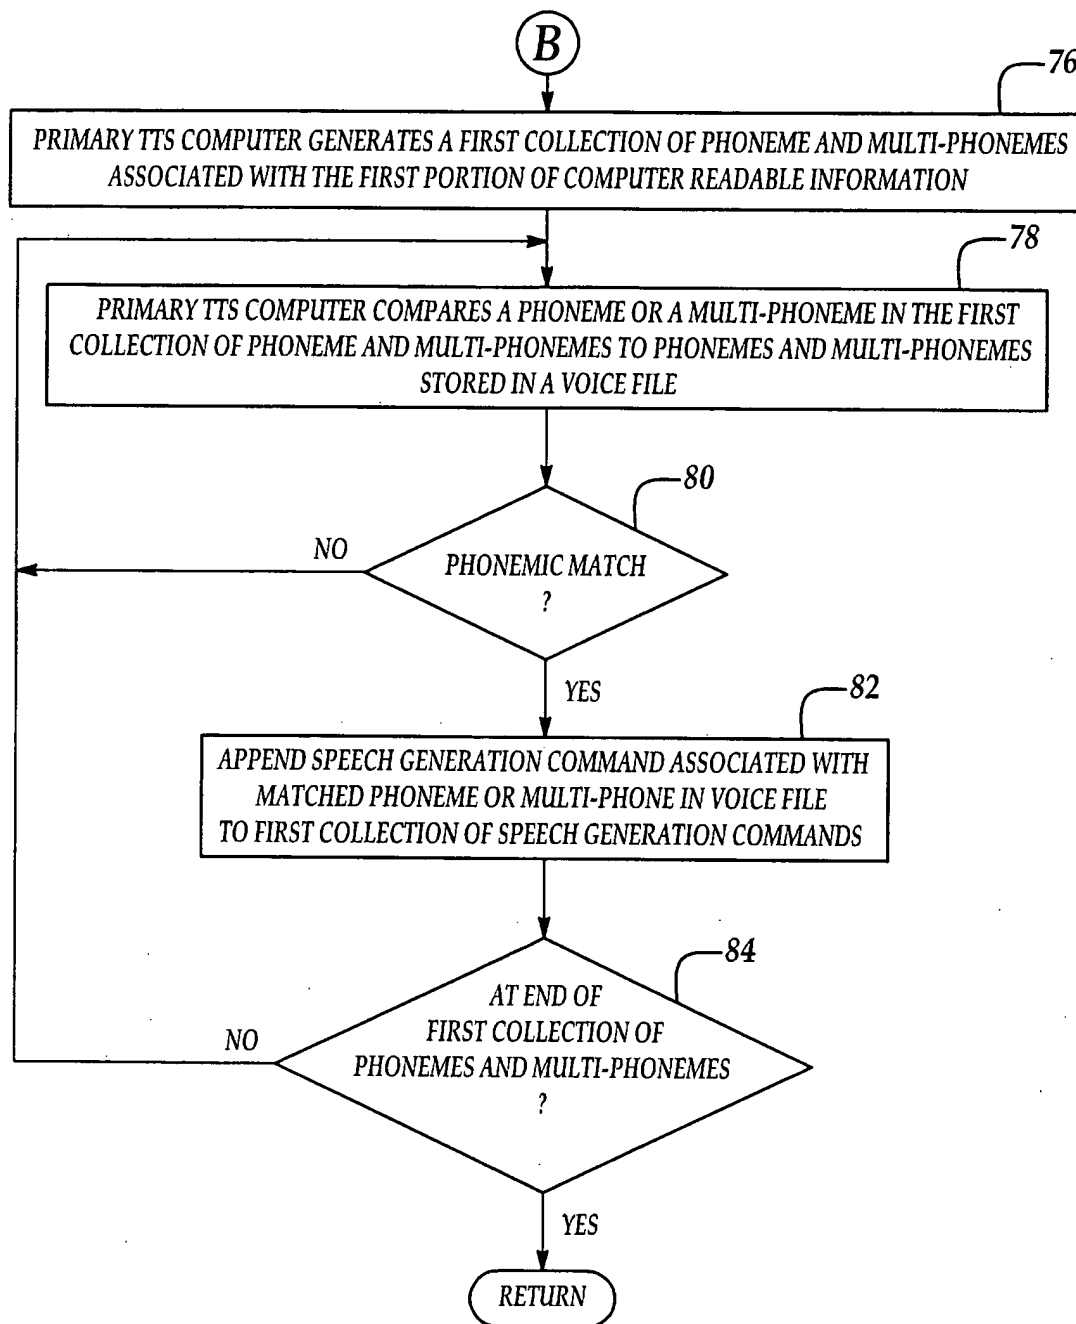 B
76
PRIMARY TTS COMPUTER GENERATES A FIRST COLLECTION OF PHONEME AND MULTI-PHONEMES
ASSOCIATED WITH THE FIRST PORTION OF COMPUTER READABLE INFORMATION
78
PRIMARY TTS COMPUTER COMPARES A PHONEME OR A MULTI-PHONEME IN THE FIRST
COLLECTION OF PHONEME AND MULTI-PHONEMES TO PHONEMES AND MULTI-PHONEMES
STORED IN A VOICE FILE
80
NO
PHONEMIC MATCH
?
YES
82
APPEND SPEECH GENERATION COMMAND ASSOCIATED WITH
MATCHED PHONEME OR MULTI-PHONE IN VOICE FILE
TO FIRST COLLECTION OF SPEECH GENERATION COMMANDS
84
NO
AT END OF
FIRST COLLECTION OF
PHONEMES AND MULTI-PHONEMES
?
YES
RETURN